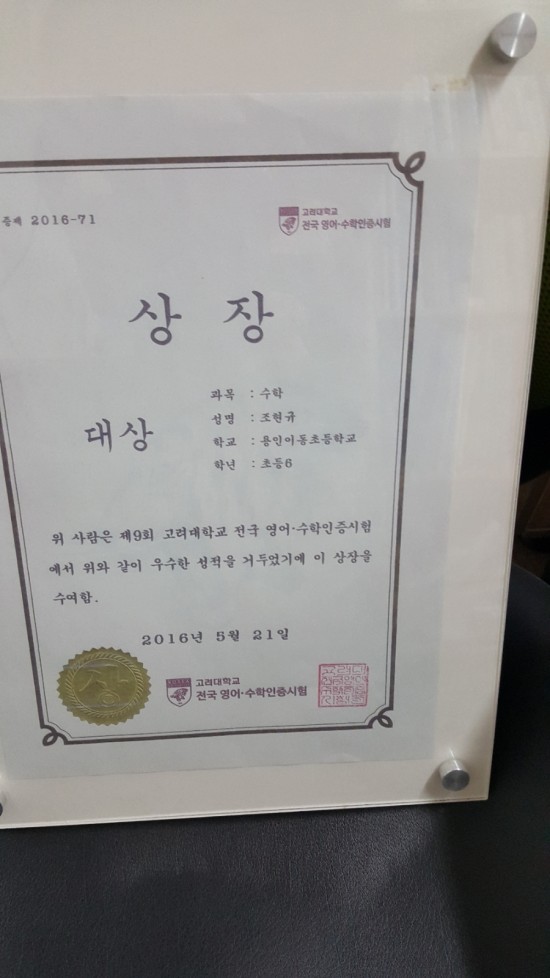 2016-71
고려대학교
전국 영어·수학인증시험
상 장
대상
과목 : 수학
성명 : 조현규
학교 : 용인이동초등학교
학년 : 초등6
위 사람은 제9회 고려대학교 전국 영어·수학인증시험
에서 위와 같이 우수한 성적을 거두었기에 이 상장을
수여함.
2016년 5월 21일
상
고려대학교
전국 영어·수학인증시험